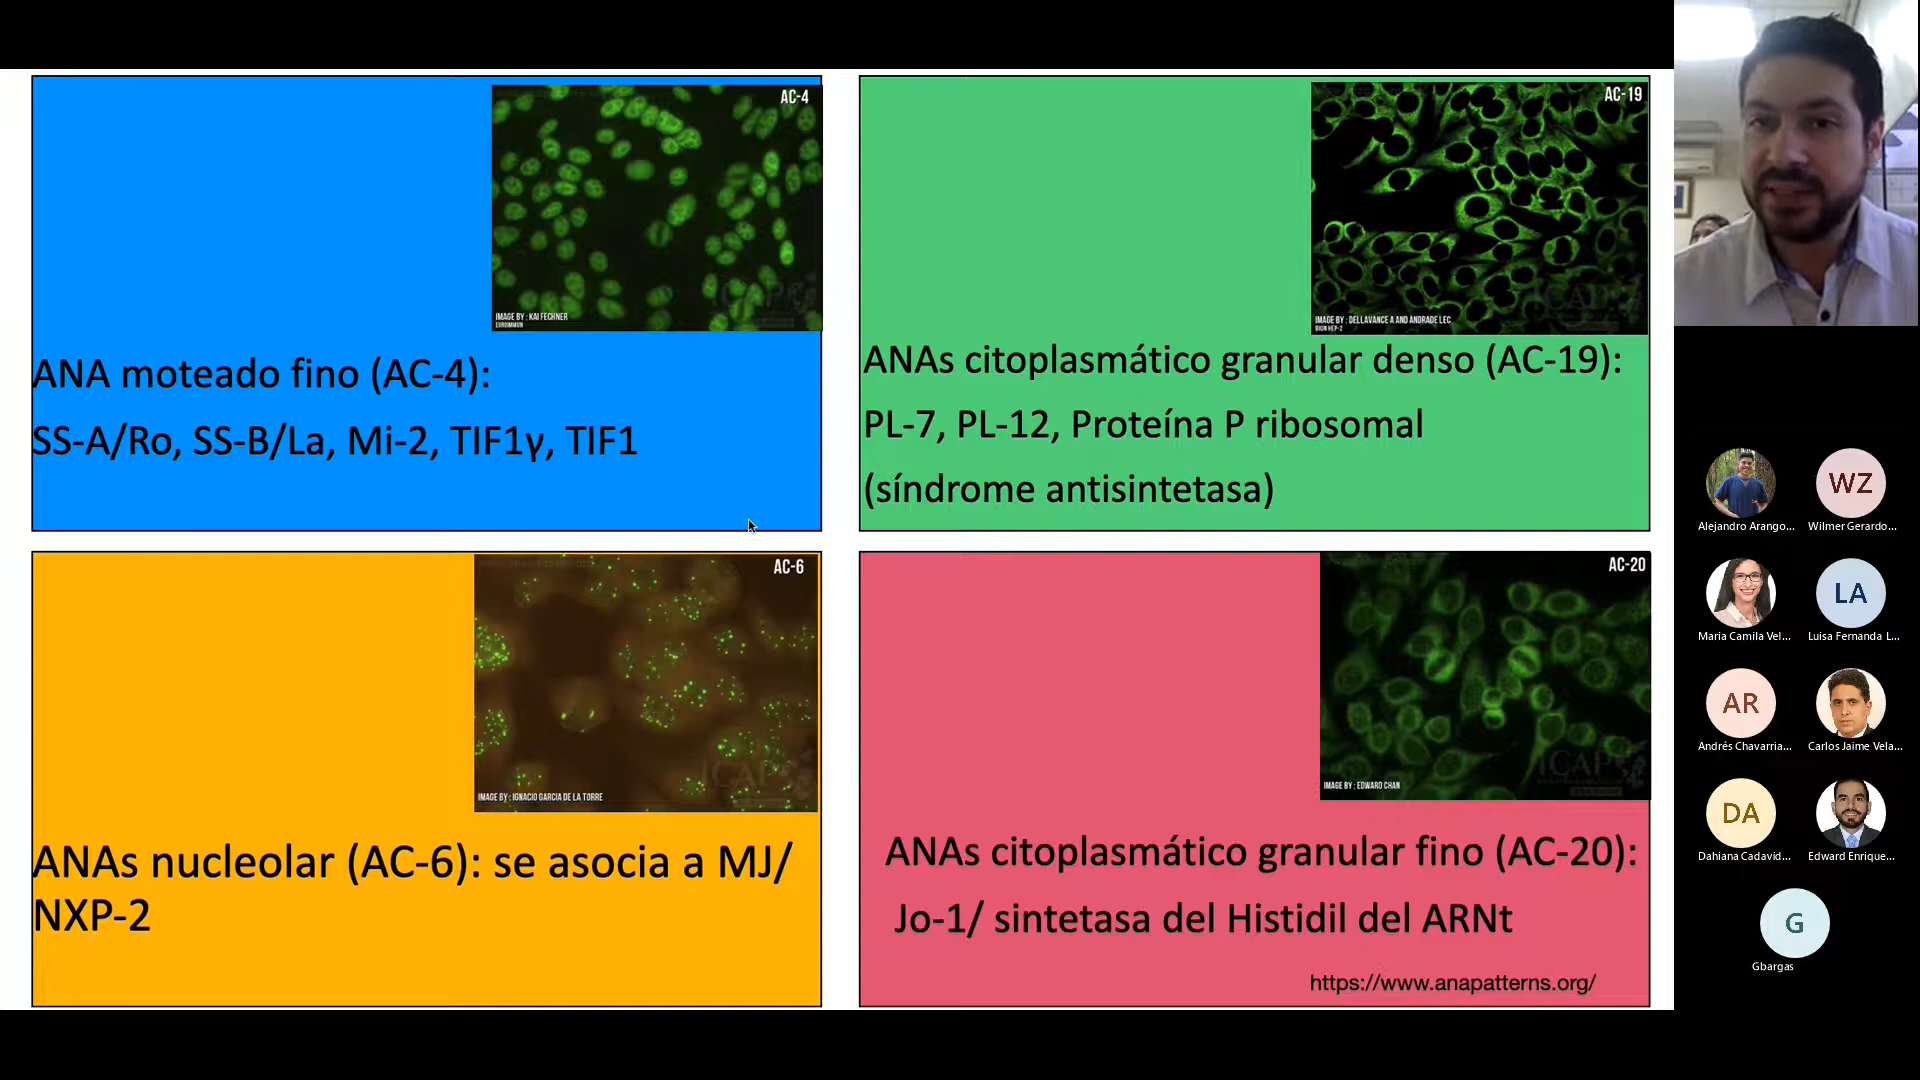 AC-4
IMAGE BY : KAI FECHNER
EUROIMMUN
ANA moteado fino (AC-4):
SS-A/Ro, SS-B/La, Mi-2, TIF1γ, TIF1
AC-19
IMAGE BY : DELLAVANCE A AND ANDRADE LEC
BION HEP-2
ANAs citoplasmático granular denso (AC-19):
PL-7, PL-12, Proteína P ribosomal
(síndrome antisintetasa)
AC-6
IMAGE BY : IGNACIO GARCIA DE LA TORRE
ANAs nucleolar (AC-6): se asocia a MJ/
NXP-2
AC-20
ICAP
IMAGE BY : EDWARD CHAN
ANAs citoplasmático granular fino (AC-20):
Jo-1/ sintetasa del Histidil del ARNt
https://www.anapatterns.org/
Alejandro Arango...
WZ
Wilmer Gerardo...
Maria Camila Vel...
LA
Luisa Fernanda L...
AR
Andrés Chavarria...
Carlos Jaime Vela...
DA
Dahiana Cadavid...
Edward Enrique...
G
Gbargas